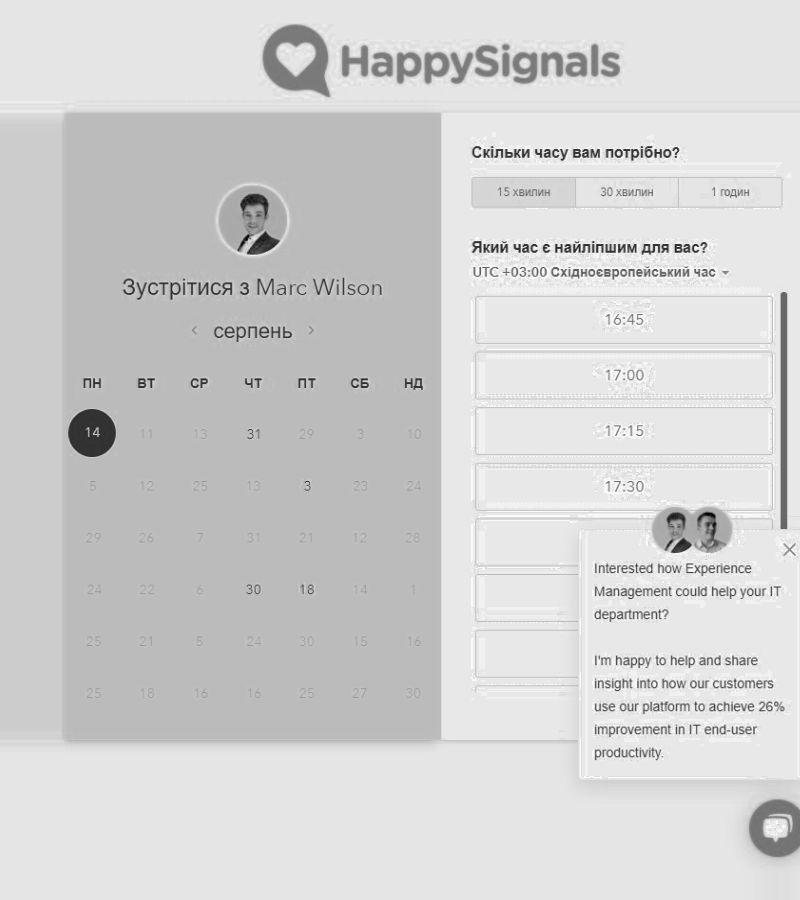 HappySignals
Зустрітися з Marc Wilson
серпень
ПН ВТ СР ЧТ ПТ СБ НД
14 11 13 31 29 3 10
5 12 25 13 3 23 24
29 26 7 31 21 12 28
24 22 6 30 18 14 1
25 21 5 24 30 15 16
25 18 16 16 25 27 30
Скільки часу вам потрібно?
15 хвилин 30 хвилин 1 годин
Який час є найліпшим для вас?
UTC +03:00 Східноєвропейський час
16:45
17:00
17:15
17:30
Interested how Experience
Management could help your IT
department?
I'm happy to help and share
insight into how our customers
use our platform to achieve 26%
improvement in IT end-user
productivity.